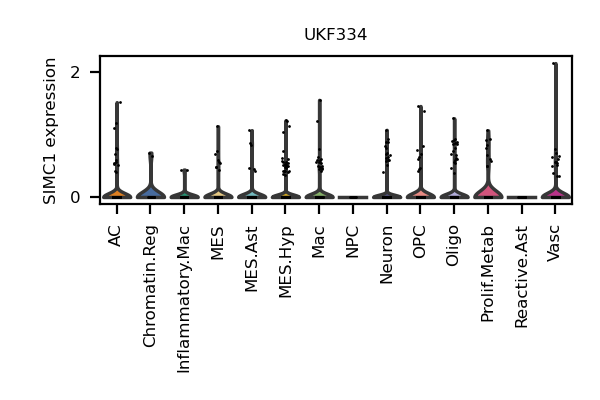 UKF334
SIMC1 expression
2
0
AC
Chromatin.Reg
Inflammatory.Mac
MES
MES.Ast
MES.Hyp
Mac
NPC
Neuron
OPC
Oligo
Prolif.Metab
Reactive.Ast
Vasc